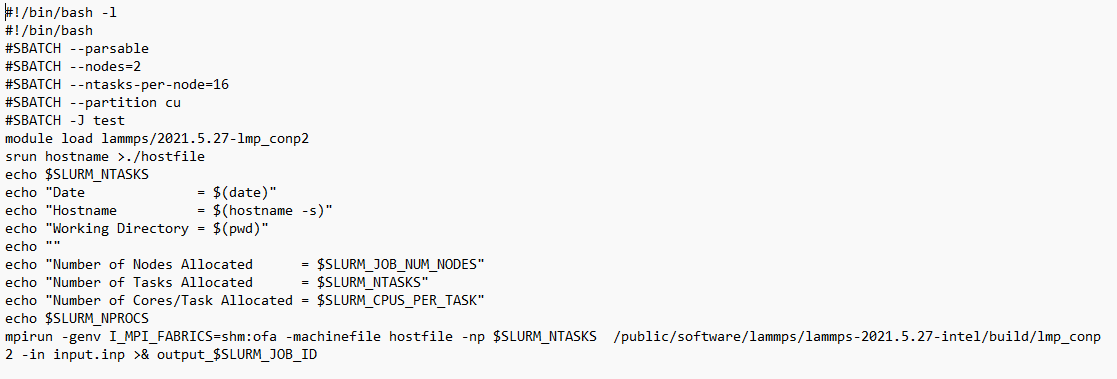 #!/bin/bash -l
#!/bin/bash
#SBATCH --parsable
#SBATCH --nodes=2
#SBATCH --ntasks-per-node=16
#SBATCH --partition cu
#SBATCH -J test
module load lammps/2021.5.27-lmp_conp2
srun hostname >./hostfile
echo $SLURM_NTASKS
echo "Date              = $(date)"
echo "Hostname          = $(hostname -s)"
echo "Working Directory = $(pwd)"
echo ""
echo "Number of Nodes Allocated      = $SLURM_JOB_NUM_NODES"
echo "Number of Tasks Allocated      = $SLURM_NTASKS"
echo "Number of Cores/Task Allocated = $SLURM_CPUS_PER_TASK"
echo $SLURM_NPROCS
mpirun -genv I_MPI_FABRICS=shm:ofa -machinefile hostfile -np $SLURM_NTASKS  /public/software/lammps/lammps-2021.5.27-intel/build/lmp_conp
2 -in input.inp >& output_$SLURM_JOB_ID